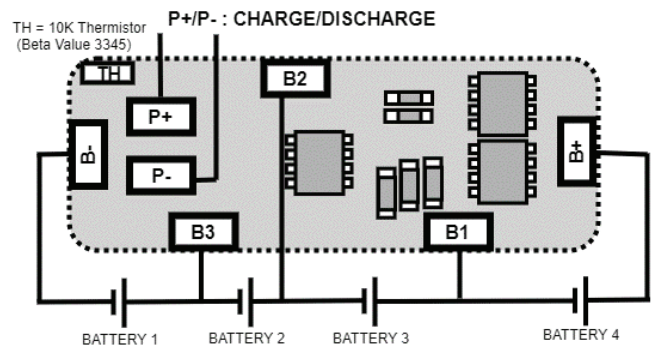 TH = 10K Thermistor
(Beta Value 3345)
P+/P- : CHARGE/DISCHARGE
TH
B2
P+
B-
B+
P-
B3
B1
BATTERY 1
BATTERY 2
BATTERY 3
BATTERY 4